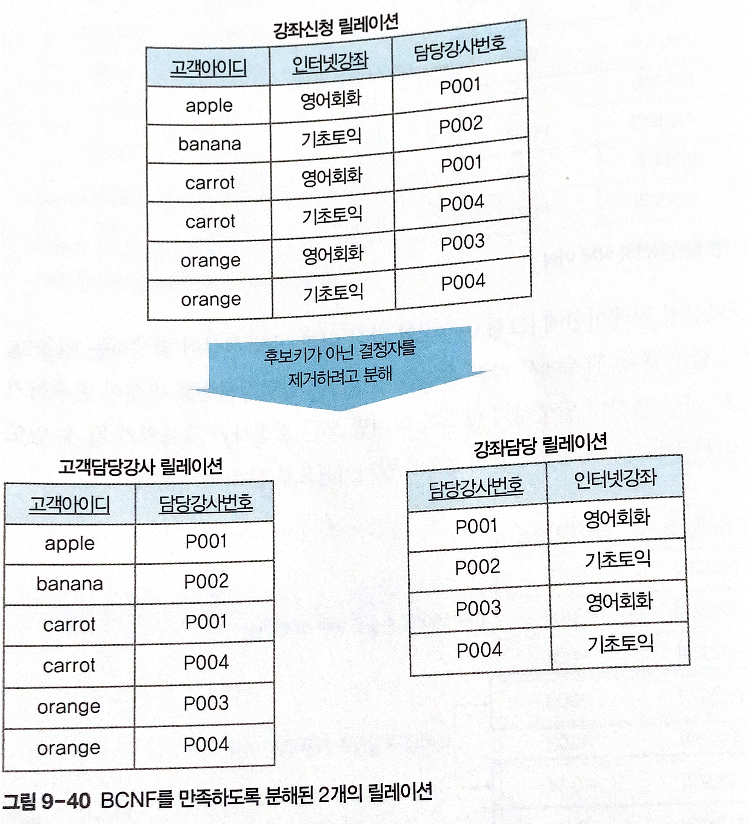 강좌신청 릴레이션
고객아이디 인터넷강좌 담당강사번호
apple 영어회화 P001
banana 기초토익 P002
carrot 영어회화 P001
carrot 기초토익 P004
orange 영어회화 P003
orange 기초토익 P004
후보키가 아닌 결정자를
제거하려고 분해
고객담당강사 릴레이션
고객아이디 담당강사번호
apple P001
banana P002
carrot P001
carrot P004
orange P003
orange P004
강좌담당 릴레이션
담당강사번호 인터넷강좌
P001 영어회화
P002 기초토익
P003 영어회화
P004 기초토익
그림 9-40 BCNF를 만족하도록 분해된 2개의 릴레이션